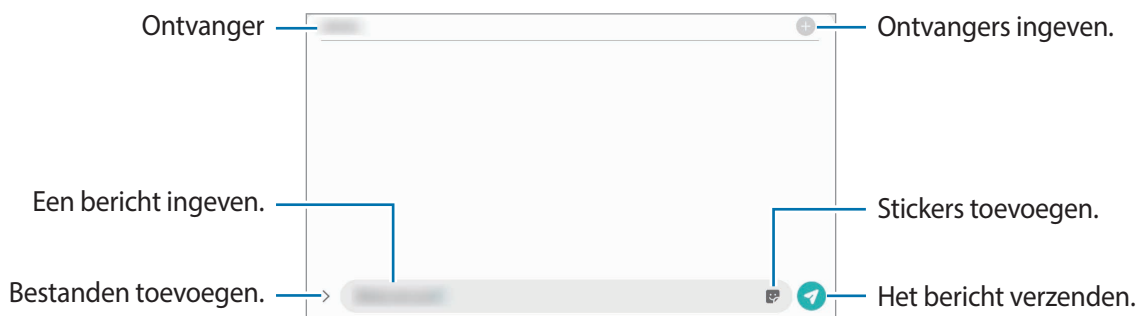 Ontvanger
Ontvangers ingeven.
Een bericht ingeven.
Stickers toevoegen.
Bestanden toevoegen.
Het bericht verzenden.